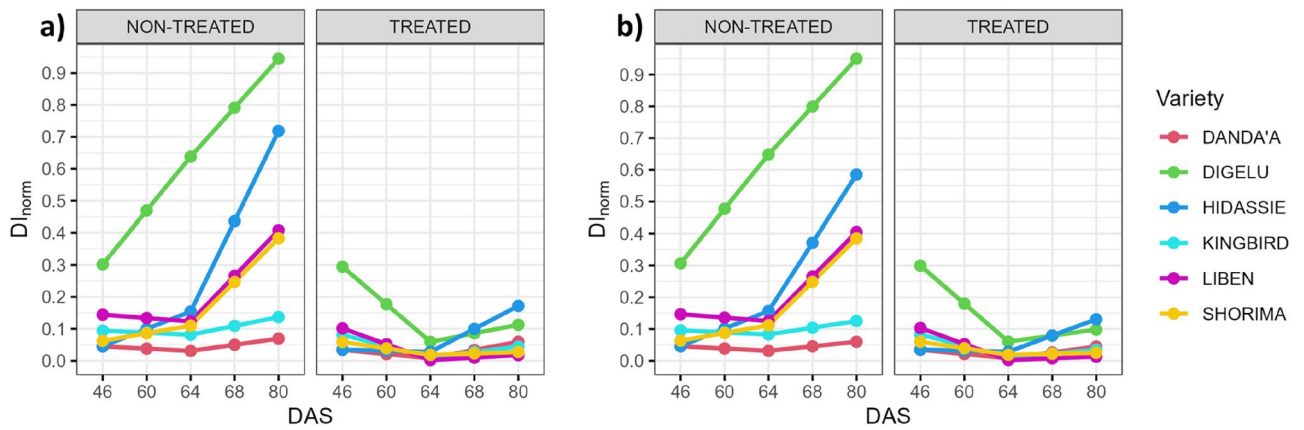 a)
NON-TREATED
TREATED
DInorm
0.9
0.8
0.7
0.6
0.5
0.4
0.3
0.2
0.1
0.0
46 60 64 68 80
46 60 64 68 80
DAS
b)
NON-TREATED
TREATED
DInorm
0.9
0.8
0.7
0.6
0.5
0.4
0.3
0.2
0.1
0.0
46 60 64 68 80
46 60 64 68 80
DAS
Variety
DANDA'A
DIGELU
HIDASSIE
KINGBIRD
LIBEN
SHORIMA